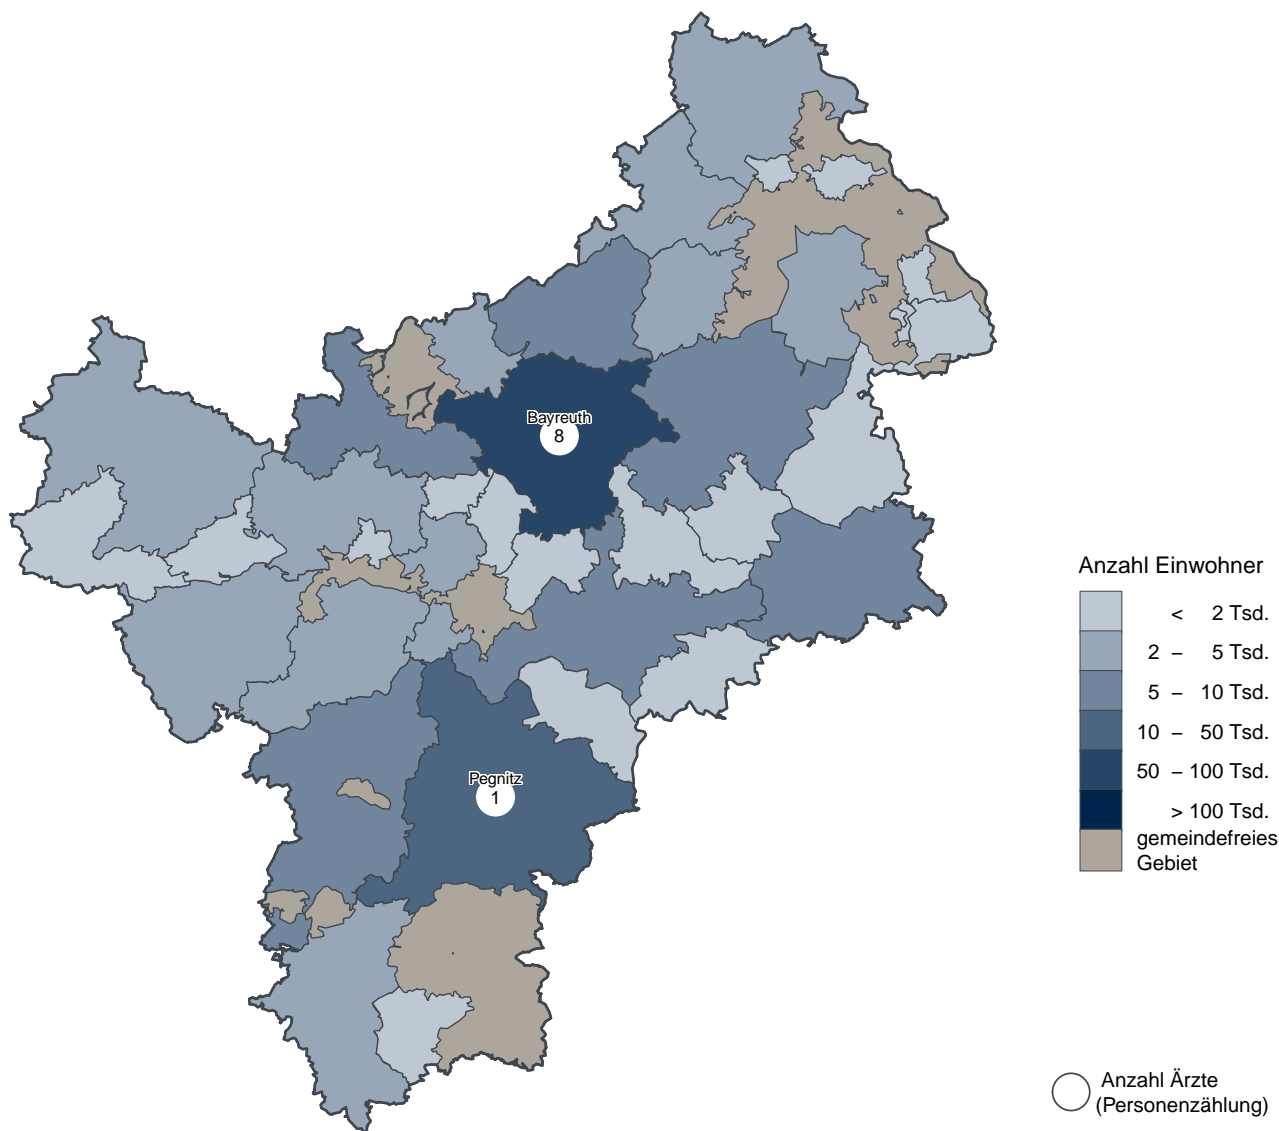 Bayreuth
8
Pegnitz
1
Anzahl Einwohner
< 2 Tsd.
2 – 5 Tsd.
5 – 10 Tsd.
10 – 50 Tsd.
50 – 100 Tsd.
> 100 Tsd.
gemeindefreies
Gebiet
Anzahl Ärzte
(Personenzählung)